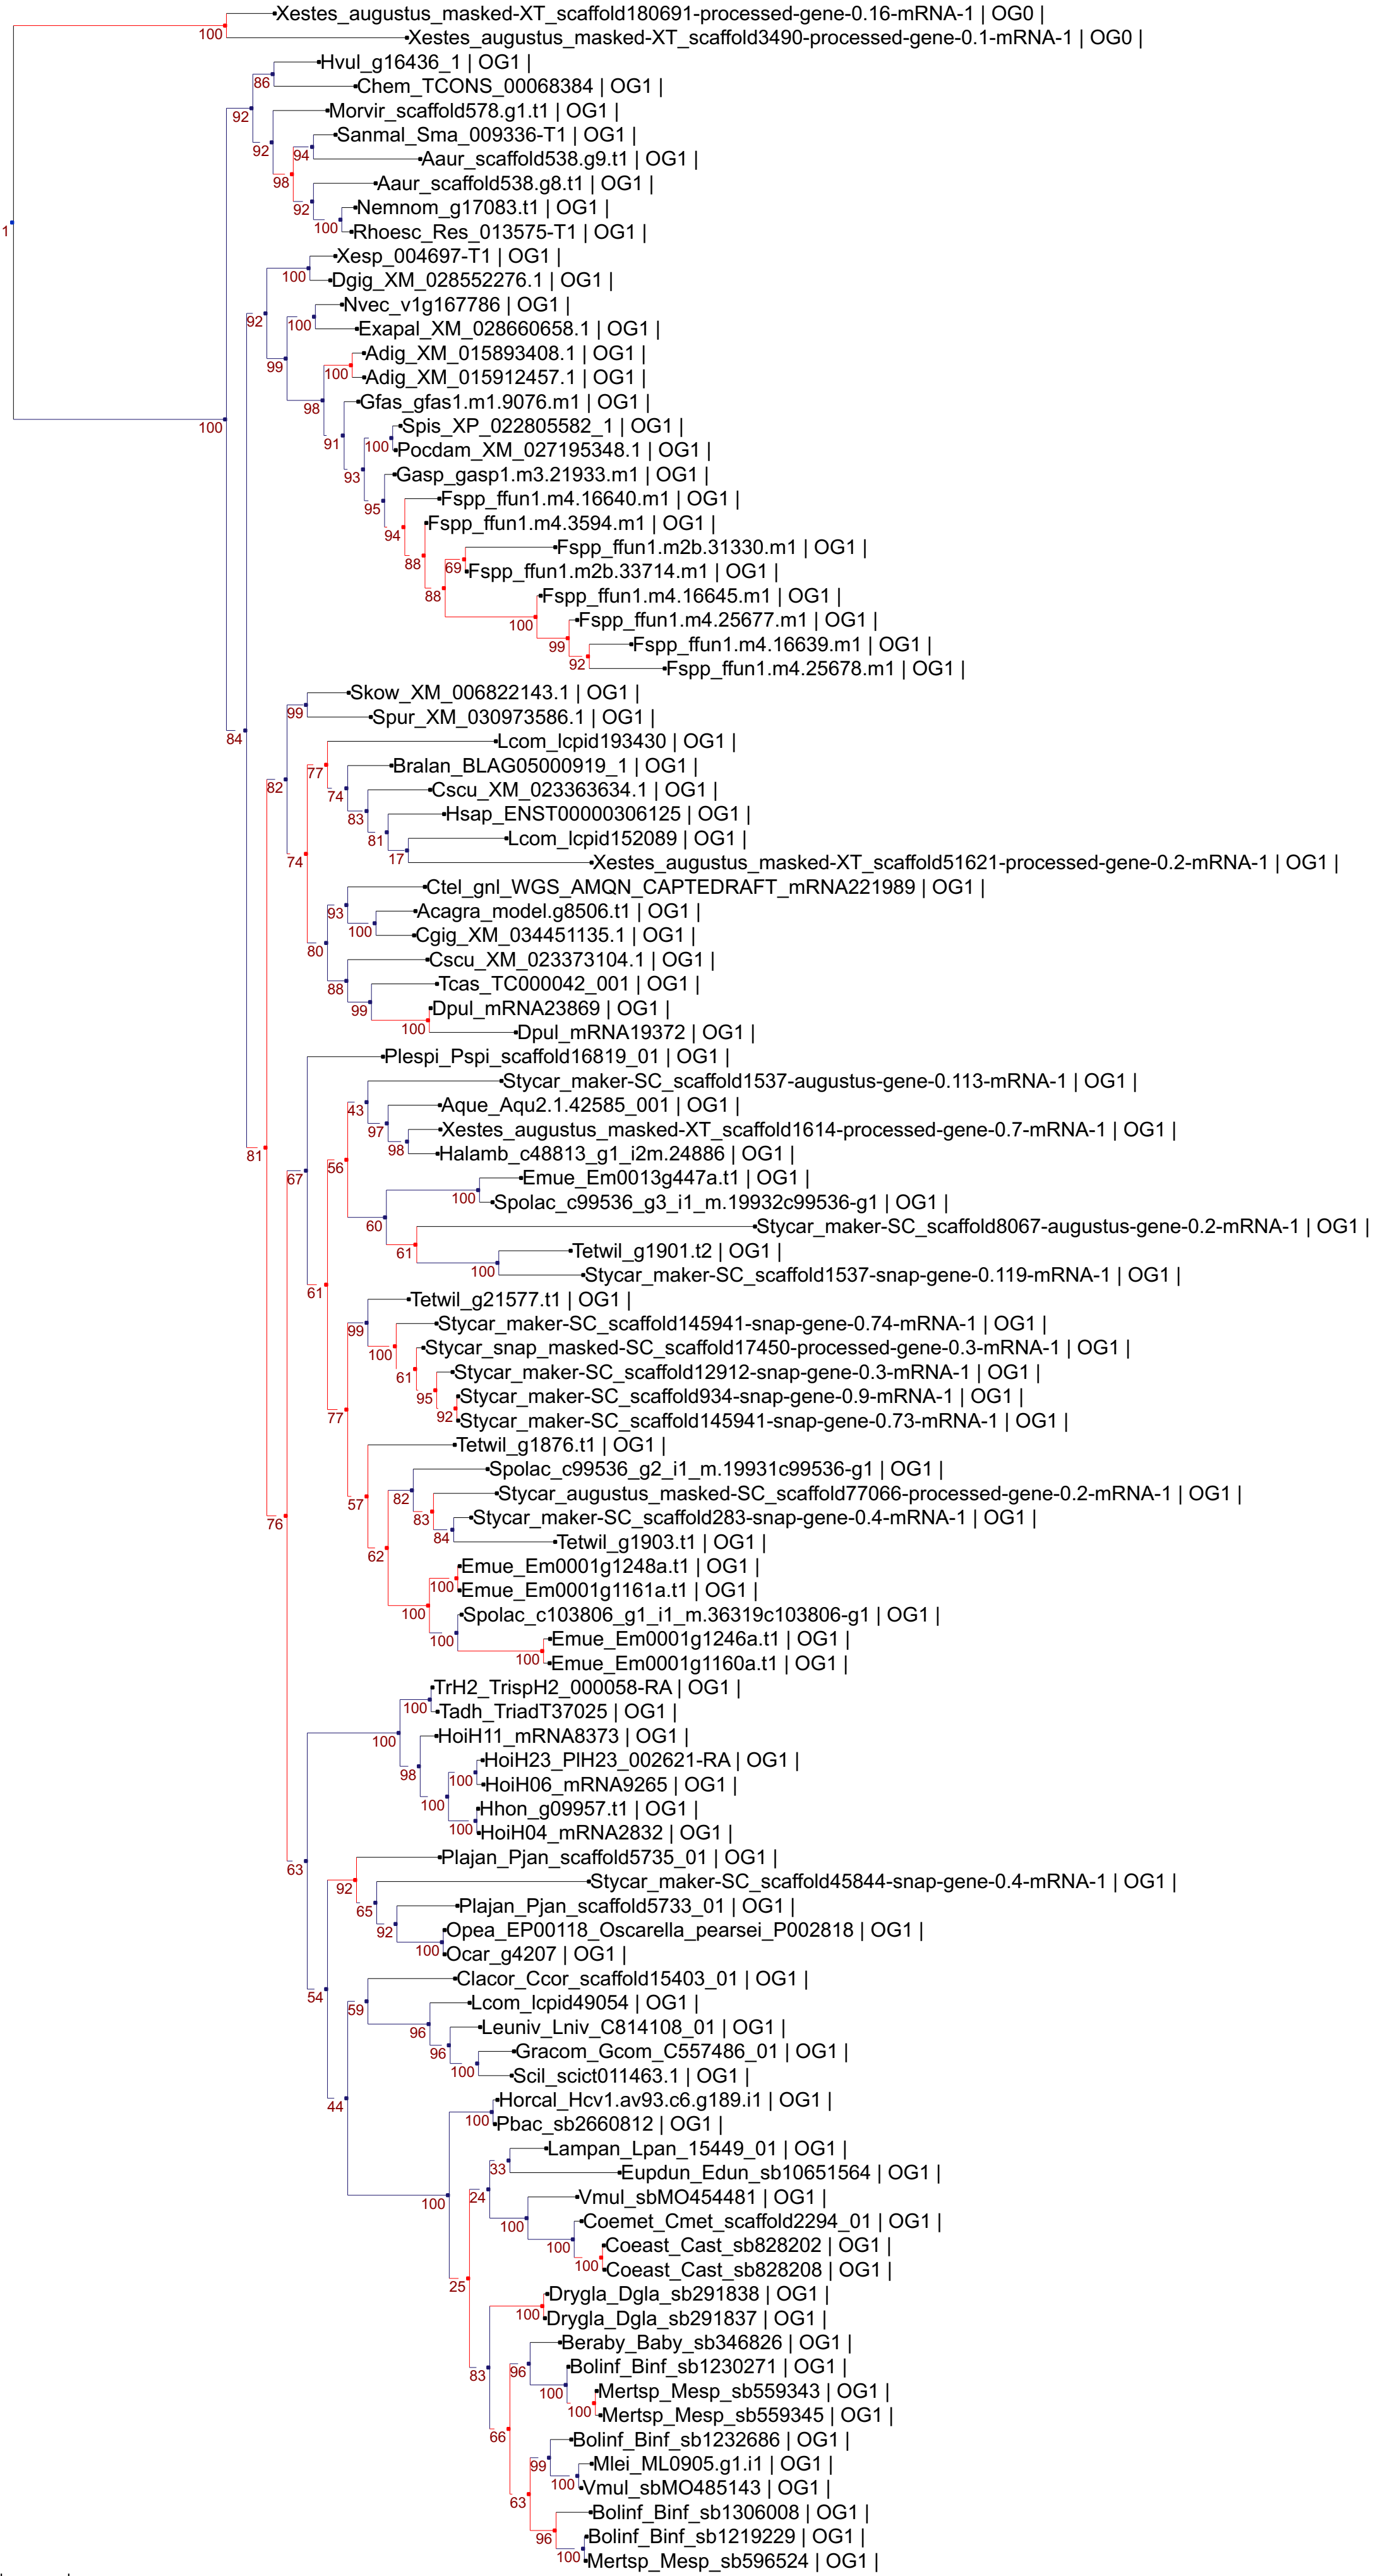 Xestes_augustus_masked-XT_scaffold180691-processed-gene-0.16-mRNA-1 | OG0 |
100
Xestes_augustus_masked-XT_scaffold3490-processed-gene-0.1-mRNA-1 | OG0 |
Hvul_g16436_1 | OG1 |
86
Chem_TCONS_00068384 | OG1 |
92
Morvir_scaffold578.g1.t1 | OG1 |
Sanmal_Sma_009336-T1 | OG1 |
92
94
Aaur_scaffold538.g9.t1 | OG1 |
98
Aaur_scaffold538.g8.t1 | OG1 |
92
Nemnom_g17083.t1 | OG1 |
100
1
Rhoesc_Res_013575-T1 | OG1 |
Xesp_004697-T1 | OG1 |
100
Dgig_XM_028552276.1 | OG1 |
Nvec_v1g167786 | OG1 |
92
100
Exapal_XM_028660658.1 | OG1 |
Adig_XM_015893408.1 | OG1 |
99
100
Adig_XM_015912457.1 | OG1 |
Gfas_gfas1.m1.9076.m1 | OG1 |
98
100
Spis_XP_022805582_1 | OG1 |
91
100
Pocdam_XM_027195348.1 | OG1 |
Gasp_gasp1.m3.21933.m1 | OG1 |
93
Fspp_ffun1.m4.16640.m1 | OG1 |
95
Fspp_ffun1.m4.3594.m1 | OG1 |
94
Fspp_ffun1.m2b.31330.m1 | OG1 |
88
69
Fspp_ffun1.m2b.33714.m1 | OG1 |
88
Fspp_ffun1.m4.16645.m1 | OG1 |
100
Fspp_ffun1.m4.25677.m1 | OG1 |
99
Fspp_ffun1.m4.16639.m1 | OG1 |
92
Fspp_ffun1.m4.25678.m1 | OG1 |
Skow_XM_006822143.1 | OG1 |
99
Spur_XM_030973586.1 | OG1 |
84
Lcom_lcpid193430 | OG1 |
77
Bralan_BLAG05000919_1 | OG1 |
82
74
Cscu_XM_023363634.1 | OG1 |
83
Hsap_ENST00000306125 | OG1 |
81
Lcom_lcpid152089 | OG1 |
74
17
Xestes_augustus_masked-XT_scaffold51621-processed-gene-0.2-mRNA-1 | OG1 |
Ctel_gnl_WGS_AMQN_CAPTEDRAFT_mRNA221989 | OG1 |
93
Acagra_model.g8506.t1 | OG1 |
100
Cgig_XM_034451135.1 | OG1 |
80
Cscu_XM_023373104.1 | OG1 |
88
Tcas_TC000042_001 | OG1 |
99
Dpul_mRNA23869 | OG1 |
100
Dpul_mRNA19372 | OG1 |
Plespi_Pspi_scaffold16819_01 | OG1 |
Stycar_maker-SC_scaffold1537-augustus-gene-0.113-mRNA-1 | OG1 |
43
Aque_Aqu2.1.42585_001 | OG1 |
97
Xestes_augustus_masked-XT_scaffold1614-processed-gene-0.7-mRNA-1 | OG1 |
81
98
Halamb_c48813_g1_i2m.24886 | OG1 |
67
56
Emue_Em0013g447a.t1 | OG1 |
100
Spolac_c99536_g3_i1_m.19932c99536-g1 | OG1 |
60
Stycar_maker-SC_scaffold8067-augustus-gene-0.2-mRNA-1 | OG1 |
61
Tetwil_g1901.t2 | OG1 |
100
Stycar_maker-SC_scaffold1537-snap-gene-0.119-mRNA-1 | OG1 |
61
Tetwil_g21577.t1 | OG1 |
99
Stycar_maker-SC_scaffold145941-snap-gene-0.74-mRNA-1 | OG1 |
100
Stycar_snap_masked-SC_scaffold17450-processed-gene-0.3-mRNA-1 | OG1 |
61
Stycar_maker-SC_scaffold12912-snap-gene-0.3-mRNA-1 | OG1 |
95
Stycar_maker-SC_scaffold934-snap-gene-0.9-mRNA-1 | OG1 |
77
92
Stycar_maker-SC_scaffold145941-snap-gene-0.73-mRNA-1 | OG1 |
Tetwil_g1876.t1 | OG1 |
Spolac_c99536_g2_i1_m.19931c99536-g1 | OG1 |
57
82
Stycar_augustus_masked-SC_scaffold77066-processed-gene-0.2-mRNA-1 | OG1 |
76
83
Stycar_maker-SC_scaffold283-snap-gene-0.4-mRNA-1 | OG1 |
84
Tetwil_g1903.t1 | OG1 |
62
Emue_Em0001g1248a.t1 | OG1 |
100
Emue_Em0001g1161a.t1 | OG1 |
100
Spolac_c103806_g1_i1_m.36319c103806-g1 | OG1 |
100
Emue_Em0001g1246a.t1 | OG1 |
100
Emue_Em0001g1160a.t1 | OG1 |
TrH2_TrispH2_000058-RA | OG1 |
100
Tadh_TriadT37025 | OG1 |
100
HoiH11_mRNA8373 | OG1 |
98
HoiH23_PlH23_002621-RA | OG1 |
100
HoiH06_mRNA9265 | OG1 |
100
Hhon_g09957.t1 | OG1 |
100
HoiH04_mRNA2832 | OG1 |
63
Plajan_Pjan_scaffold5735_01 | OG1 |
92
Stycar_maker-SC_scaffold45844-snap-gene-0.4-mRNA-1 | OG1 |
65
Plajan_Pjan_scaffold5733_01 | OG1 |
92
Opea_EP00118_Oscarella_pearsei_P002818 | OG1 |
100
Ocar_g4207 | OG1 |
Clacor_Ccor_scaffold15403_01 | OG1 |
54
59
Lcom_lcpid49054 | OG1 |
96
Leuniv_Lniv_C814108_01 | OG1 |
96
Gracom_Gcom_C557486_01 | OG1 |
100
Scil_scict011463.1 | OG1 |
44
Horcal_Hcv1.av93.c6.g189.i1 | OG1 |
100
Pbac_sb2660812 | OG1 |
Lampan_Lpan_15449_01 | OG1 |
33
Eupdun_Edun_sb10651564 | OG1 |
100
24
Vmul_sbMO454481 | OG1 |
100
Coemet_Cmet_scaffold2294_01 | OG1 |
100
Coeast_Cast_sb828202 | OG1 |
100
Coeast_Cast_sb828208 | OG1 |
25
Drygla_Dgla_sb291838 | OG1 |
100
Drygla_Dgla_sb291837 | OG1 |
Beraby_Baby_sb346826 | OG1 |
83
96
Bolinf_Binf_sb1230271 | OG1 |
100
Mertsp_Mesp_sb559343 | OG1 |
100
Mertsp_Mesp_sb559345 | OG1 |
66
Bolinf_Binf_sb1232686 | OG1 |
99
Mlei_ML0905.g1.i1 | OG1 |
100
Vmul_sbMO485143 | OG1 |
63
Bolinf_Binf_sb1306008 | OG1 |
96
Bolinf_Binf_sb1219229 | OG1 |
100
Mertsp_Mesp_sb596524 | OG1 |